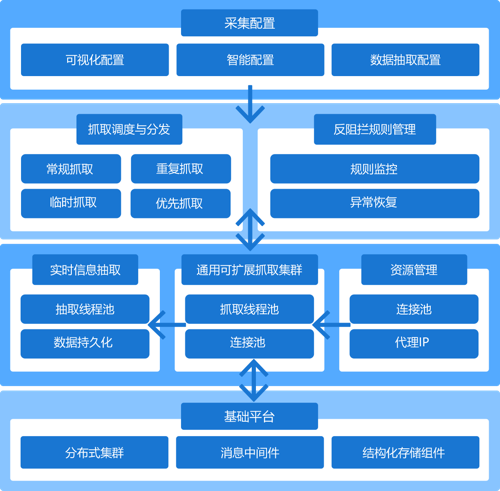 采集配置
可视化配置
智能配置
数据抽取配置
抓取调度与分发
常规抓取
重复抓取
临时抓取
优先抓取
反阻拦规则管理
规则监控
异常恢复
实时信息抽取
抽取线程池
数据持久化
通用可扩展抓取集群
抓取线程池
连接池
资源管理
连接池
代理IP
基础平台
分布式集群
消息中间件
结构化存储组件